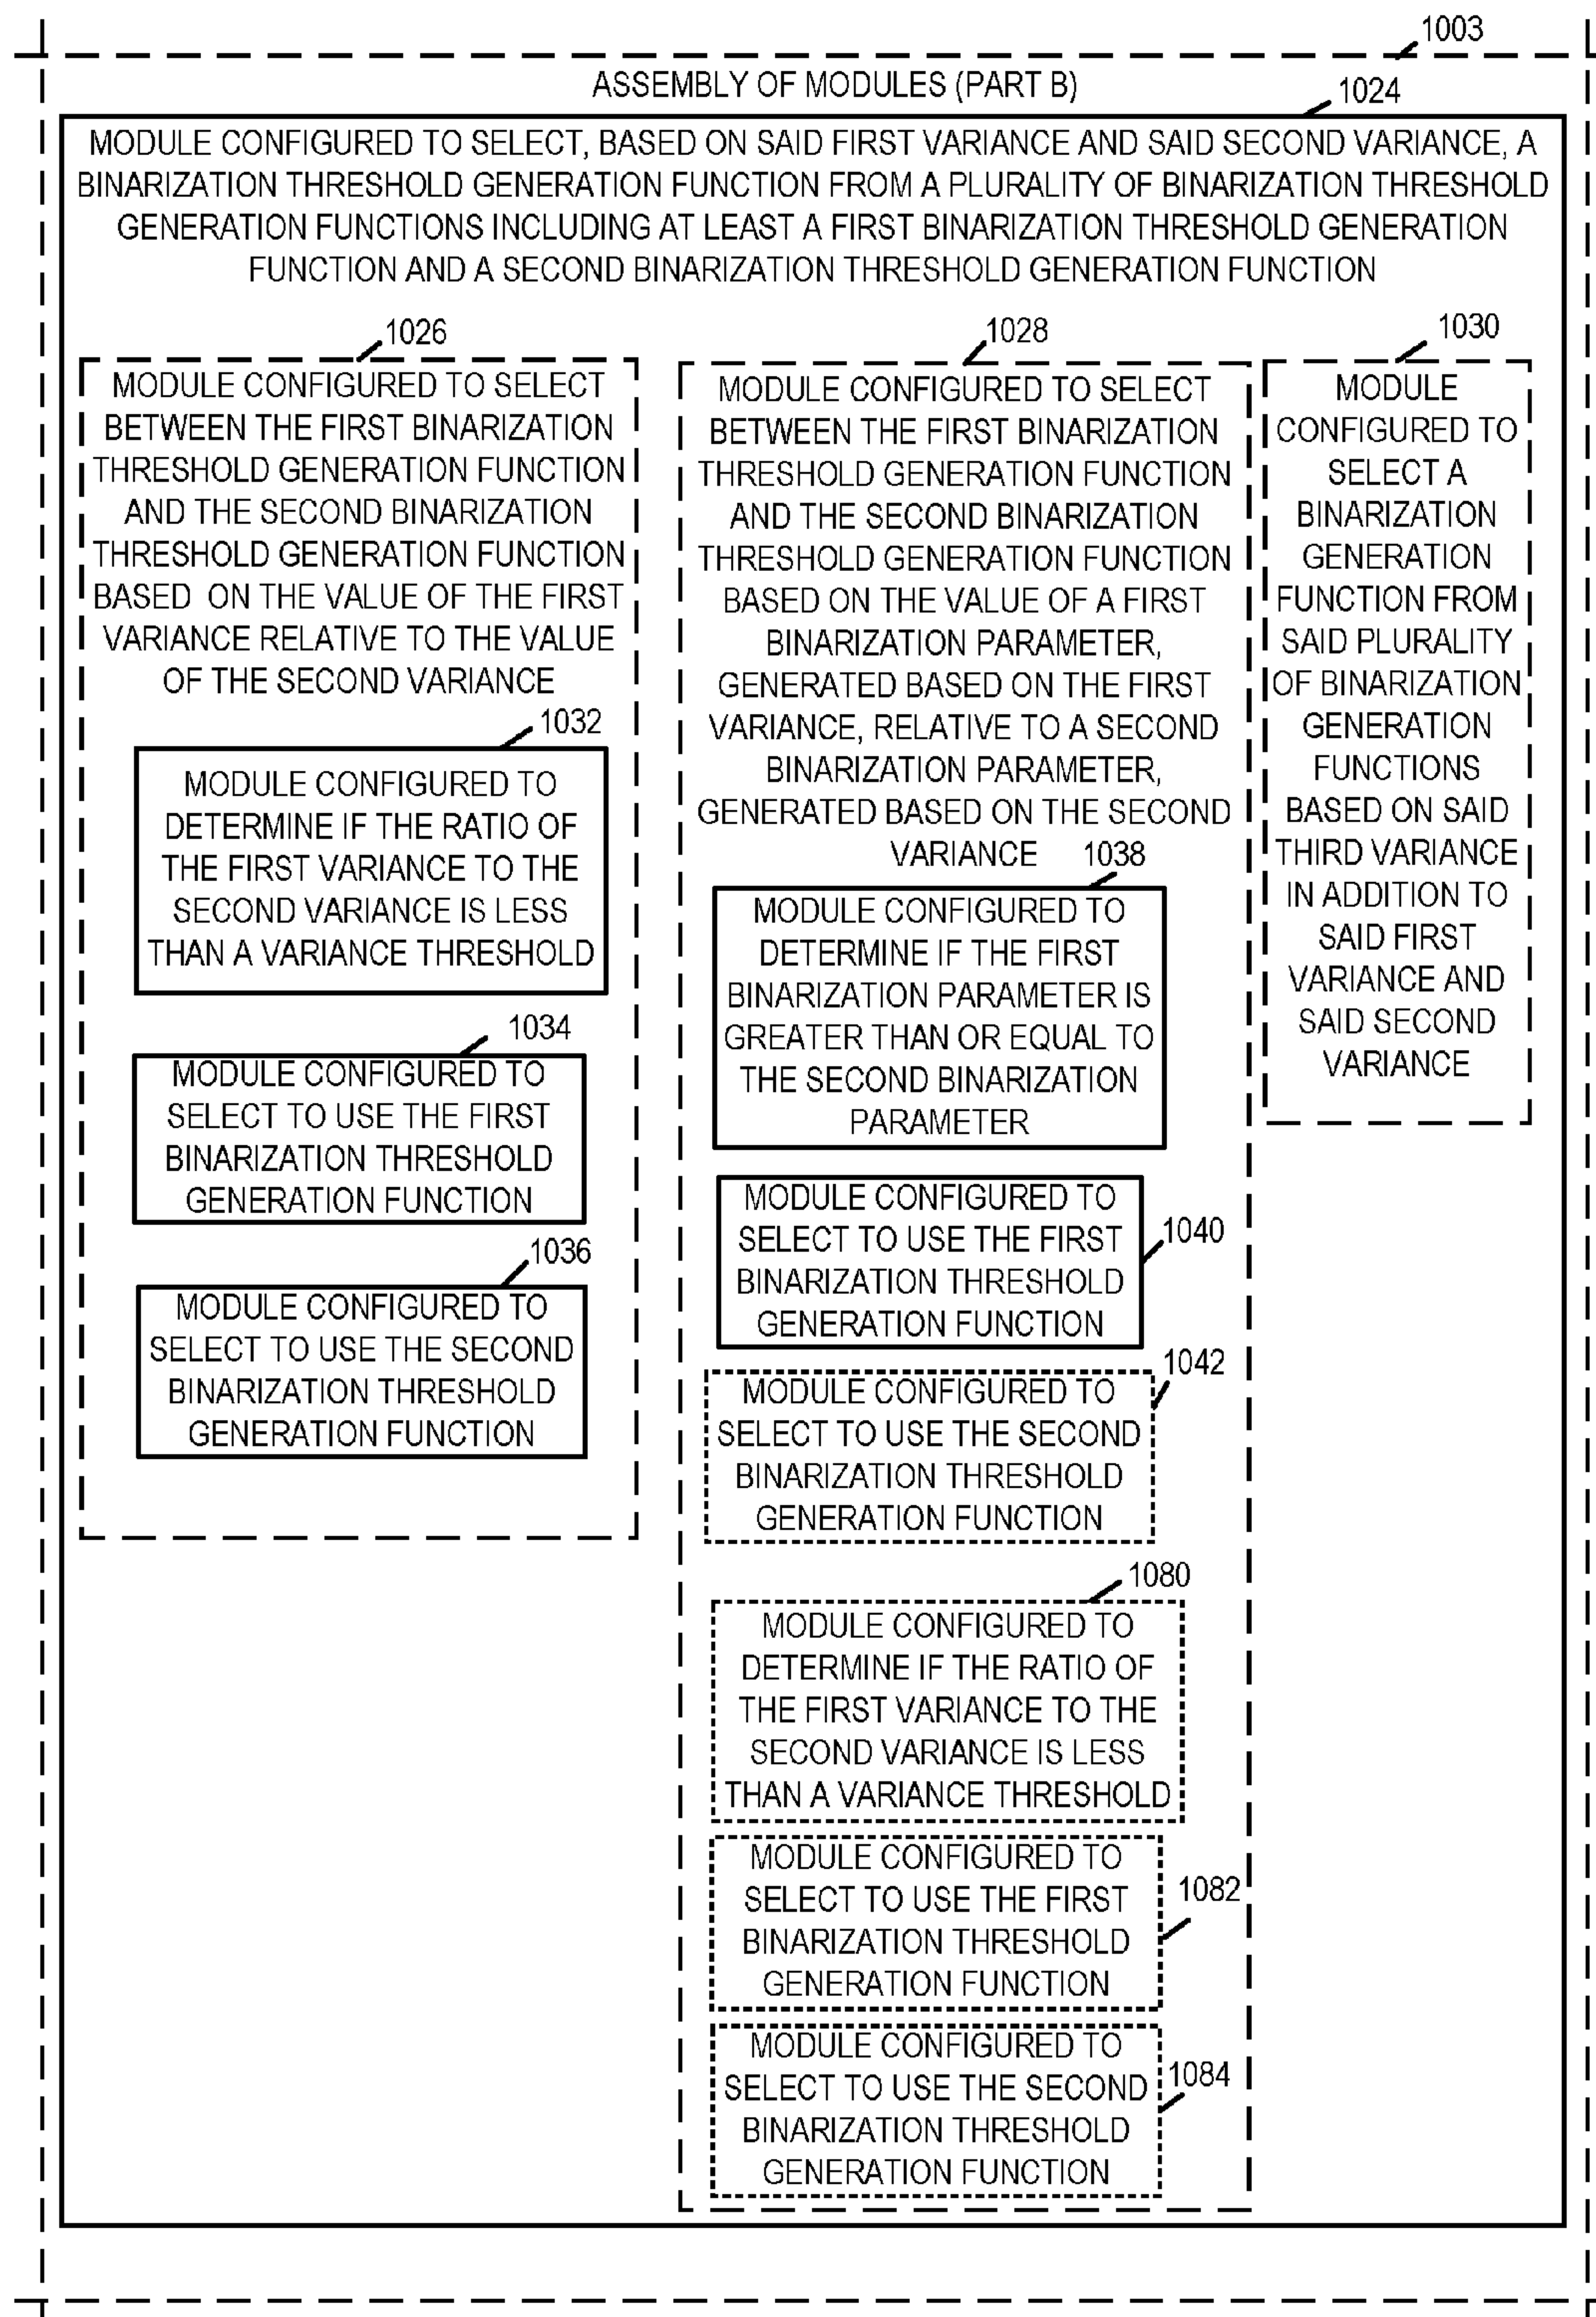 1003
ASSEMBLY OF MODULES (PART B)
1024
MODULE CONFIGURED TO SELECT, BASED ON SAID FIRST VARIANCE AND SAID SECOND VARIANCE, A
BINARIZATION THRESHOLD GENERATION FUNCTION FROM A PLURALITY OF BINARIZATION THRESHOLD
GENERATION FUNCTIONS INCLUDING AT LEAST A FIRST BINARIZATION THRESHOLD GENERATION
FUNCTION AND A SECOND BINARIZATION THRESHOLD GENERATION FUNCTION
1026
MODULE CONFIGURED TO SELECT
BETWEEN THE FIRST BINARIZATION
THRESHOLD GENERATION FUNCTION
AND THE SECOND BINARIZATION
THRESHOLD GENERATION FUNCTION
BASED ON THE VALUE OF THE FIRST
VARIANCE RELATIVE TO THE VALUE
OF THE SECOND VARIANCE
1032
MODULE CONFIGURED TO
DETERMINE IF THE RATIO OF
THE FIRST VARIANCE TO THE
SECOND VARIANCE IS LESS
THAN A VARIANCE THRESHOLD
1034
MODULE CONFIGURED TO
SELECT TO USE THE FIRST
BINARIZATION THRESHOLD
GENERATION FUNCTION
1036
MODULE CONFIGURED TO
SELECT TO USE THE SECOND
BINARIZATION THRESHOLD
GENERATION FUNCTION
1028
MODULE CONFIGURED TO SELECT
BETWEEN THE FIRST BINARIZATION
THRESHOLD GENERATION FUNCTION
AND THE SECOND BINARIZATION
THRESHOLD GENERATION FUNCTION
BASED ON THE VALUE OF A FIRST
BINARIZATION PARAMETER,
GENERATED BASED ON THE FIRST
VARIANCE, RELATIVE TO A SECOND
BINARIZATION PARAMETER,
GENERATED BASED ON THE SECOND
VARIANCE
1038
MODULE CONFIGURED TO
DETERMINE IF THE FIRST
BINARIZATION PARAMETER IS
GREATER THAN OR EQUAL TO
THE SECOND BINARIZATION
PARAMETER
MODULE CONFIGURED TO
SELECT TO USE THE FIRST
BINARIZATION THRESHOLD
GENERATION FUNCTION
1040
1042
MODULE CONFIGURED TO
SELECT TO USE THE SECOND
BINARIZATION THRESHOLD
GENERATION FUNCTION
1080
MODULE CONFIGURED TO
DETERMINE IF THE RATIO OF
THE FIRST VARIANCE TO THE
SECOND VARIANCE IS LESS
THAN A VARIANCE THRESHOLD
MODULE CONFIGURED TO
SELECT TO USE THE FIRST
BINARIZATION THRESHOLD
GENERATION FUNCTION
1082
MODULE CONFIGURED TO
SELECT TO USE THE SECOND
BINARIZATION THRESHOLD
GENERATION FUNCTION
1084
1030
MODULE
CONFIGURED TO
SELECT A
BINARIZATION
GENERATION
FUNCTION FROM
SAID PLURALITY
OF BINARIZATION
GENERATION
FUNCTIONS
BASED ON SAID
THIRD VARIANCE
IN ADDITION TO
SAID FIRST
VARIANCE AND
SAID SECOND
VARIANCE